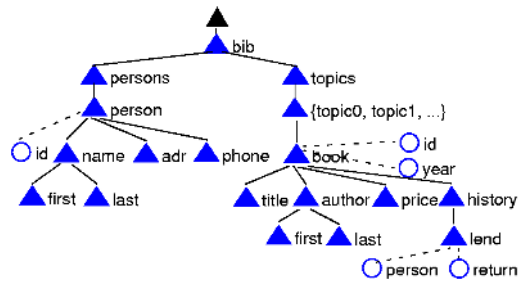 bib
persons topics
person {topic0, topic1, ...}
id
year
id name adr phone book
first last title author price history
first last lend
person return